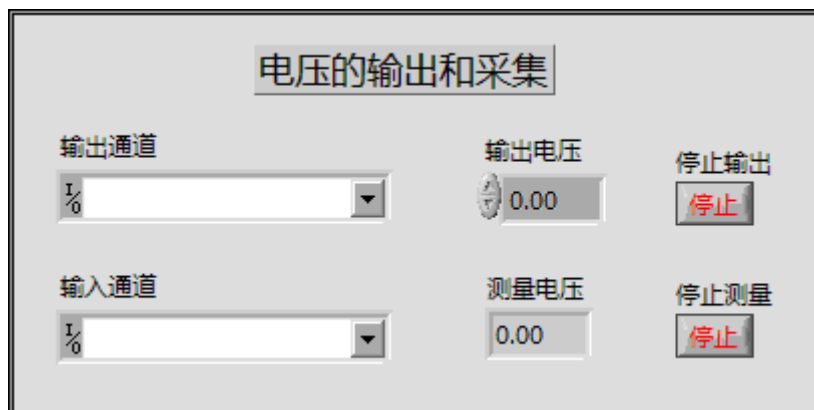 电压的输出和采集
输出通道
输出电压
停止输出
I/O
0.00
停止
输入通道
测量电压
停止测量
I/O
0.00
停止